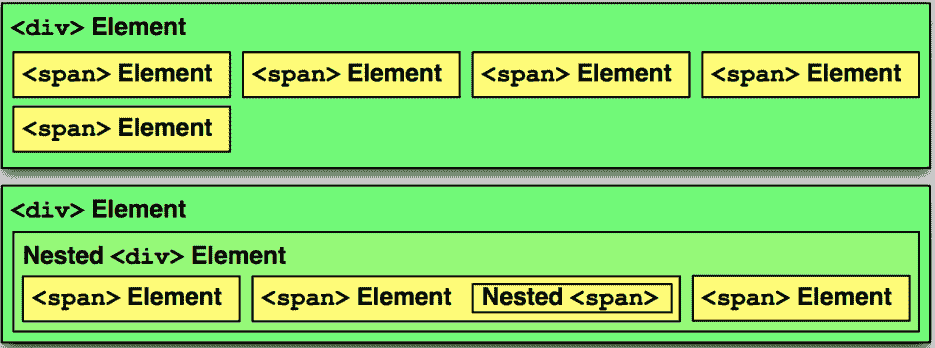 <div> Element
<span> Element <span> Element <span> Element <span> Element
<span> Element
<div> Element
Nested <div> Element
<span> Element <span> Element Nested <span> <span> Element